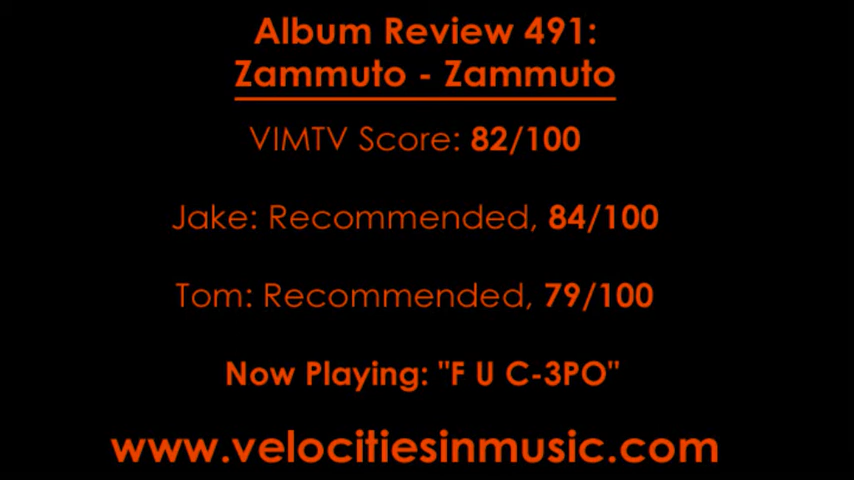 Album Review 491:
Zammuto - Zammuto
VIMTV Score: 82/100
Jake: Recommended, 84/100
Tom: Recommended, 79/100
Now Playing: "F U C-3PO"
www.velocitiesinmusic.com